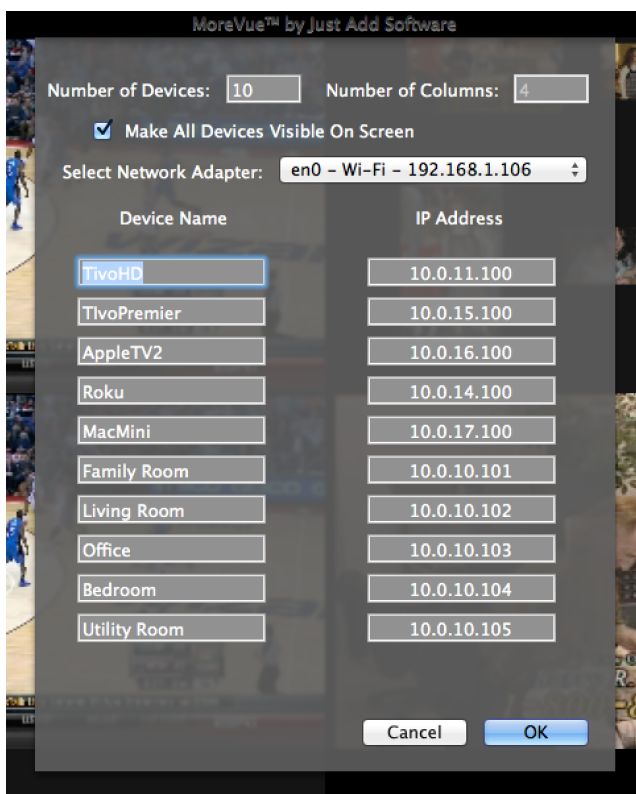 MoreVue™ by Just Add Software
Number of Devices: 10 Number of Columns: 4
Make All Devices Visible On Screen
Select Network Adapter: en0 – Wi-Fi – 192.168.1.106
Device Name IP Address
TivoHD 10.0.11.100
TIvoPremier 10.0.15.100
AppleTV2 10.0.16.100
Roku 10.0.14.100
MacMini 10.0.17.100
Family Room 10.0.10.101
Living Room 10.0.10.102
Office 10.0.10.103
Bedroom 10.0.10.104
Utility Room 10.0.10.105
Cancel OK